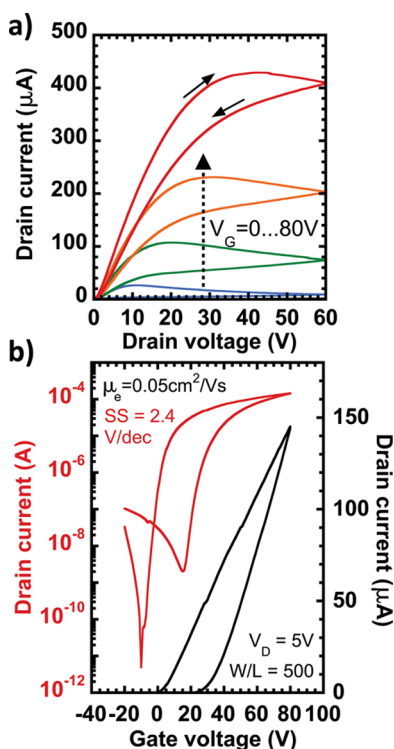 a)
500
400
300
200
100
0
Drain current (μA)
V_G=0...80V
0 10 20 30 40 50 60
Drain voltage (V)
b)
μ_e=0.05cm²/Vs
SS = 2.4
V/dec
10⁻⁴
10⁻⁶
10⁻⁸
10⁻¹⁰
10⁻¹²
Drain current (A)
150
100
50
0
Drain current (μA)
V_D = 5V
W/L = 500
-40 -20 0 20 40 60 80 100
Gate voltage (V)